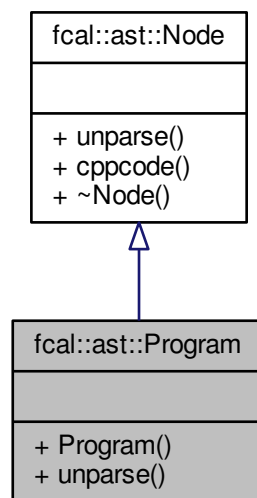 fcal::ast::Node
+ unparse()
+ cppcode()
+ ~Node()
fcal::ast::Program
+ Program()
+ unparse()